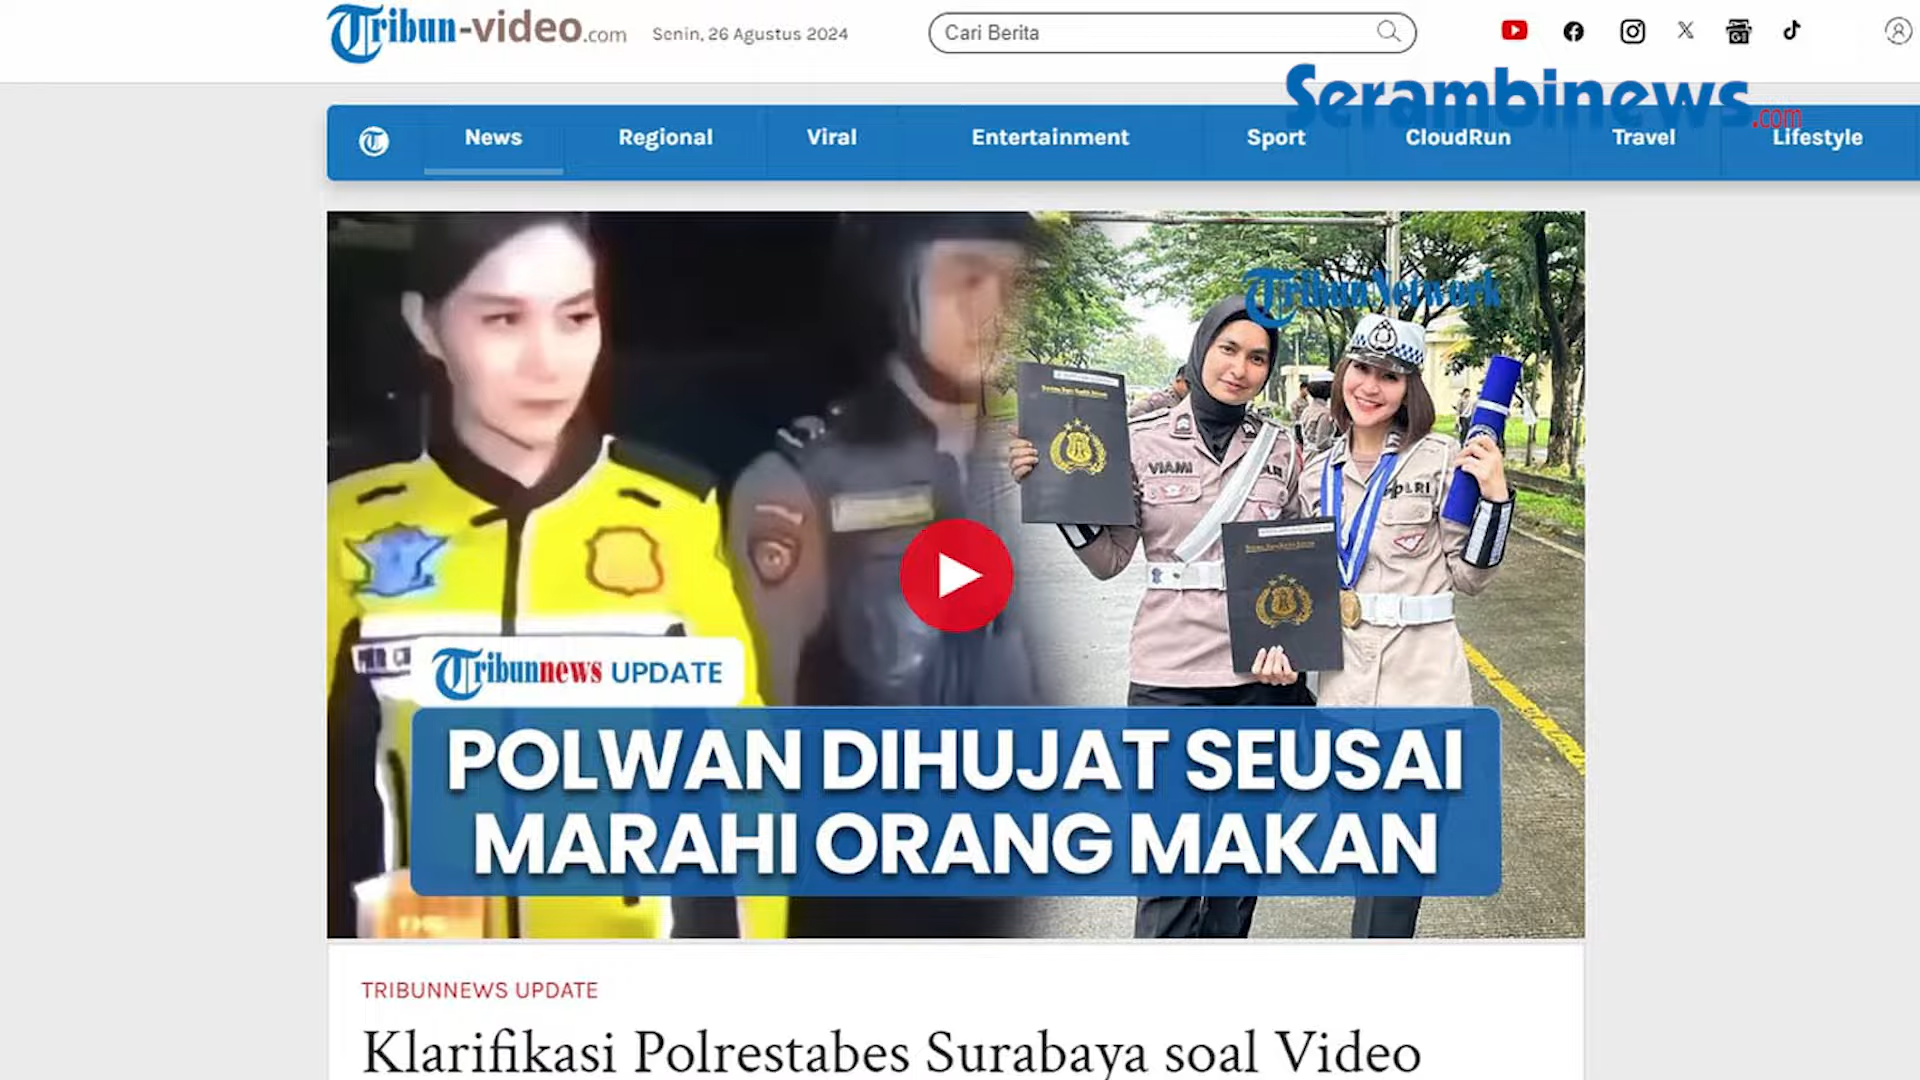 Tribun-video.com
Senin, 26 Agustus 2024
Cari Berita
Serambinews.com
News
Regional
Viral
Entertainment
Sport
CloudRun
Travel
Lifestyle
TribunNetwork
VIAMI
POLRI
Tribunnews UPDATE
POLWAN DIHUJAT SEUSAI
MARAHI ORANG MAKAN
TRIBUNNEWS UPDATE
Klarifikasi Polrestabes Surabaya soal Video